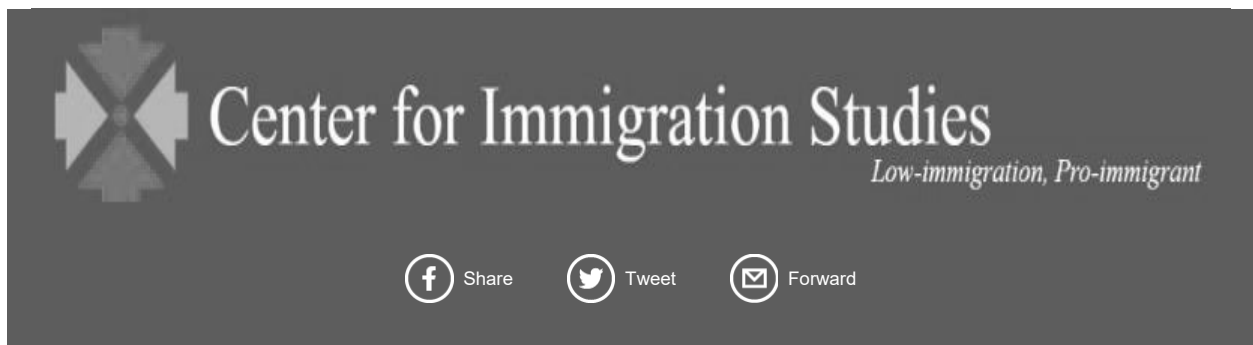 Center for Immigration Studies
Low-immigration, Pro-immigrant
Share Tweet Forward